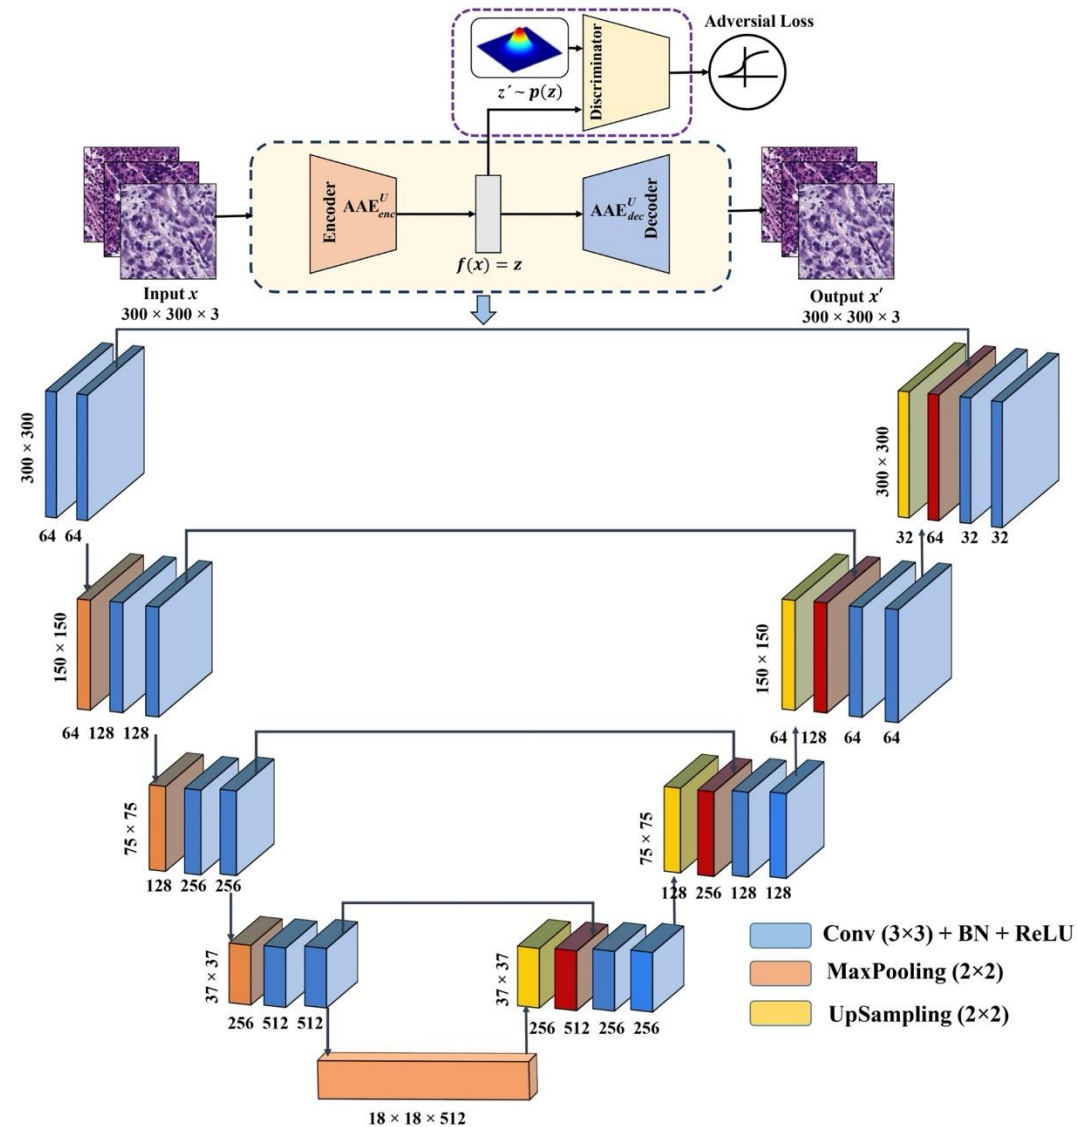 Adversial Loss
Discriminator
z´ ~ p(z)
Encoder
AAE^U_enc
AAE^U_dec
Decoder
f(x) = z
Input x
300 × 300 × 3
Output x′
300 × 300 × 3
300 × 300
64 64
300 × 300
32 64 32 32
150 × 150
64 128 128
150 × 150
64 128 64 64
75 × 75
128 256 256
75 × 75
128 256 128 128
37 × 37
256 512 512
37 × 37
256 512 256 256
18 × 18 × 512
Conv (3×3) + BN + ReLU
MaxPooling (2×2)
UpSampling (2×2)